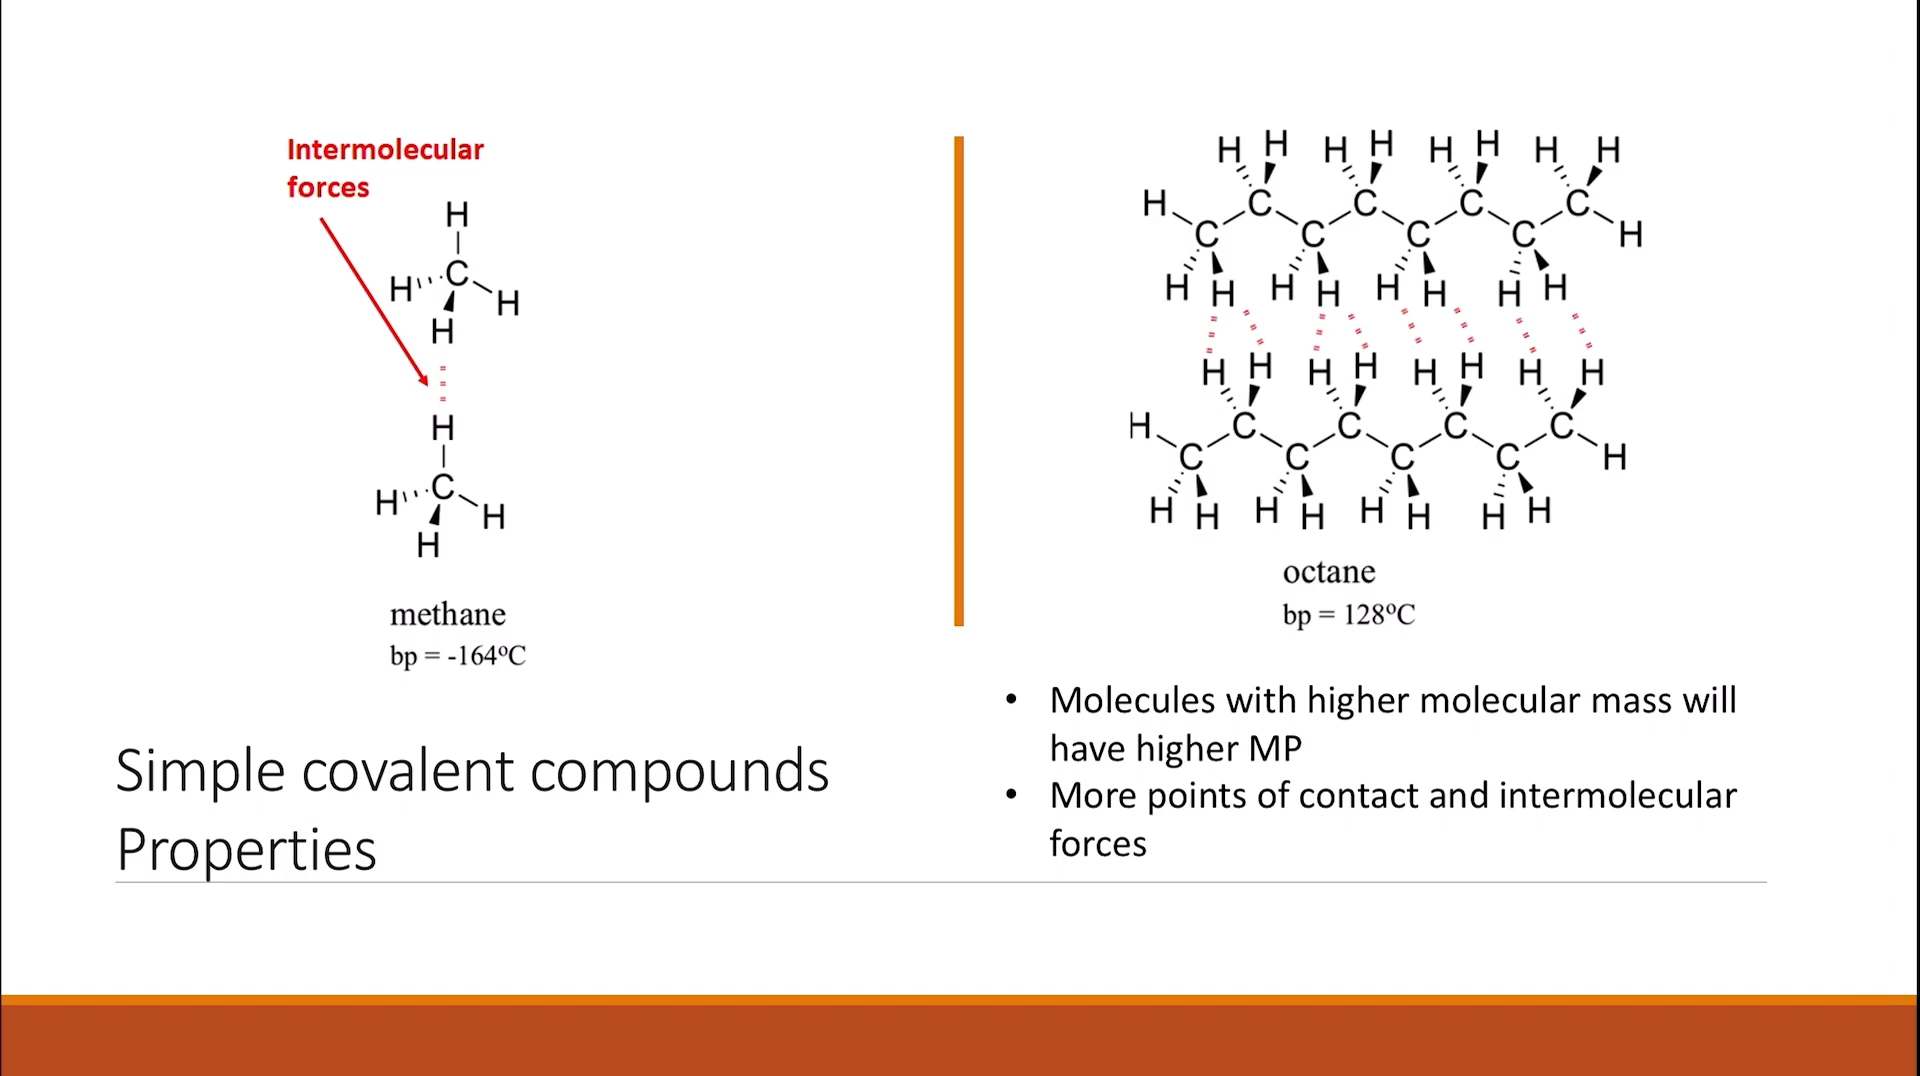 Intermolecular
forces
H
C
H H
H
H
C
H H
H
methane
bp = -164ºC
H H H H H H H H
H C C C C
C C C C H
H H H H H H H H
H H H H H H H H
H C C C C
C C C C H
H H H H H H H H
octane
bp = 128ºC
Simple covalent compounds
Properties
• Molecules with higher molecular mass will
have higher MP
• More points of contact and intermolecular
forces